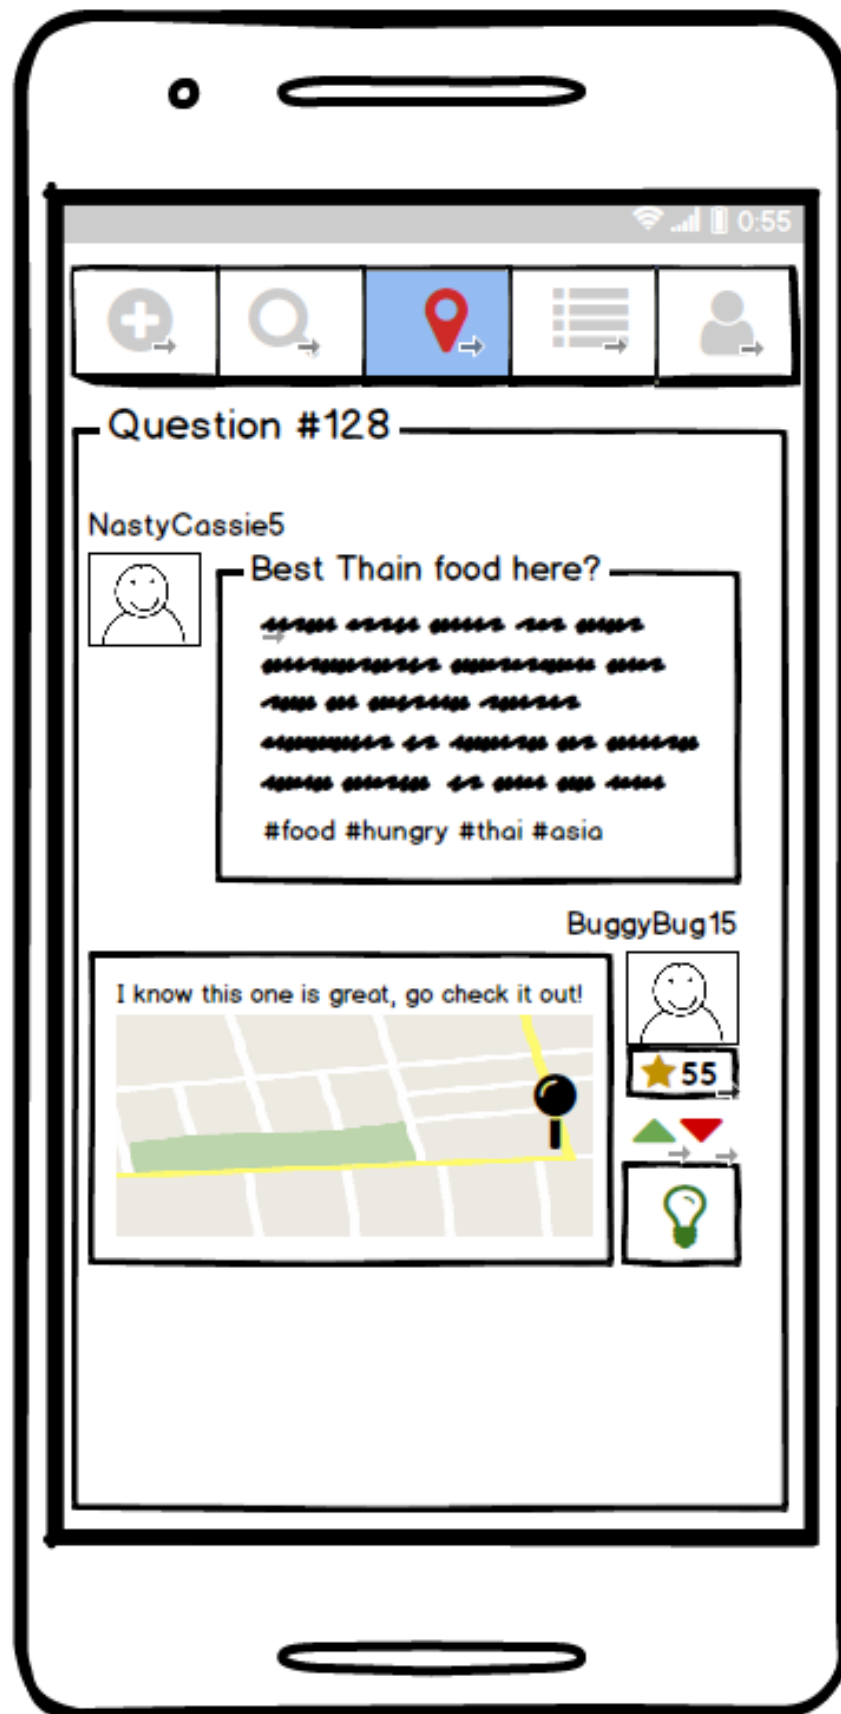 0:55
Question #128
NastyCassie5
Best Thain food here?
#food #hungry #thai #asia
BuggyBug15
I know this one is great, go check it out!
55